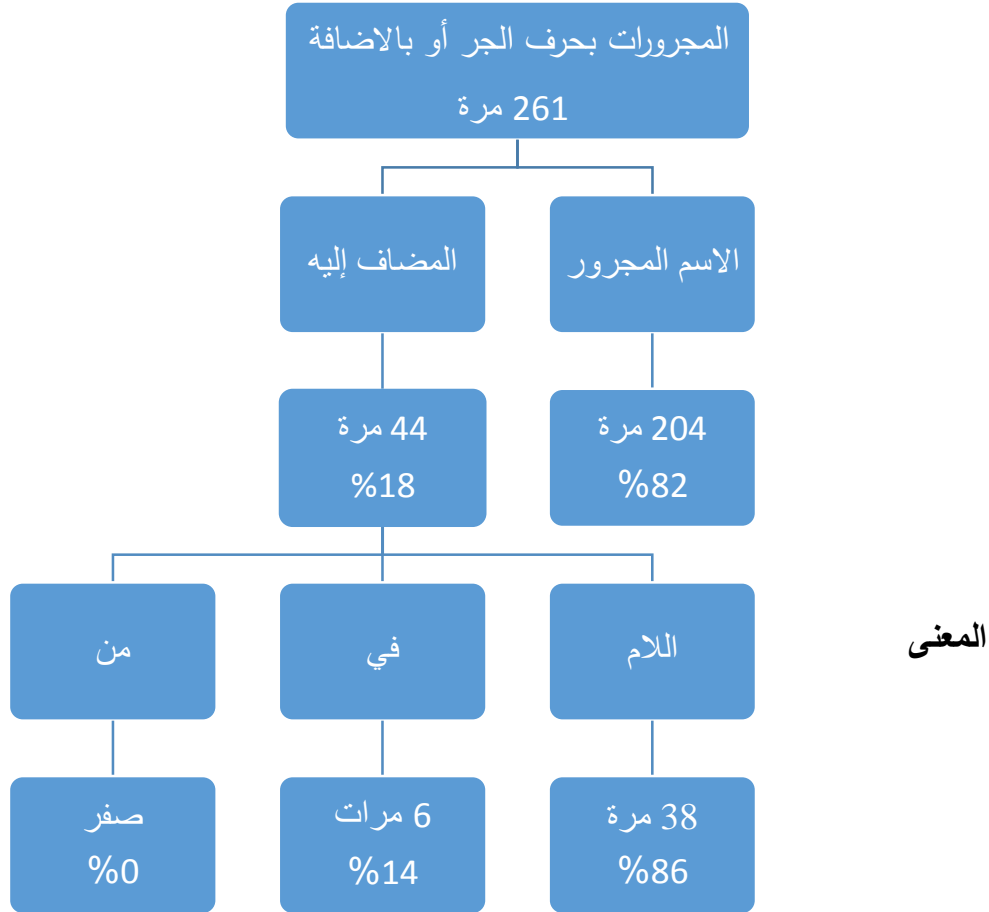 المجرورات بحرف الجر أو بالاضافة
261 مرة
الاسم المجرور
المضاف إليه
204 مرة
%82
44 مرة
%18
المعنى
اللام
في
من
38 مرة
%86
6 مرات
%14
صفر
%0